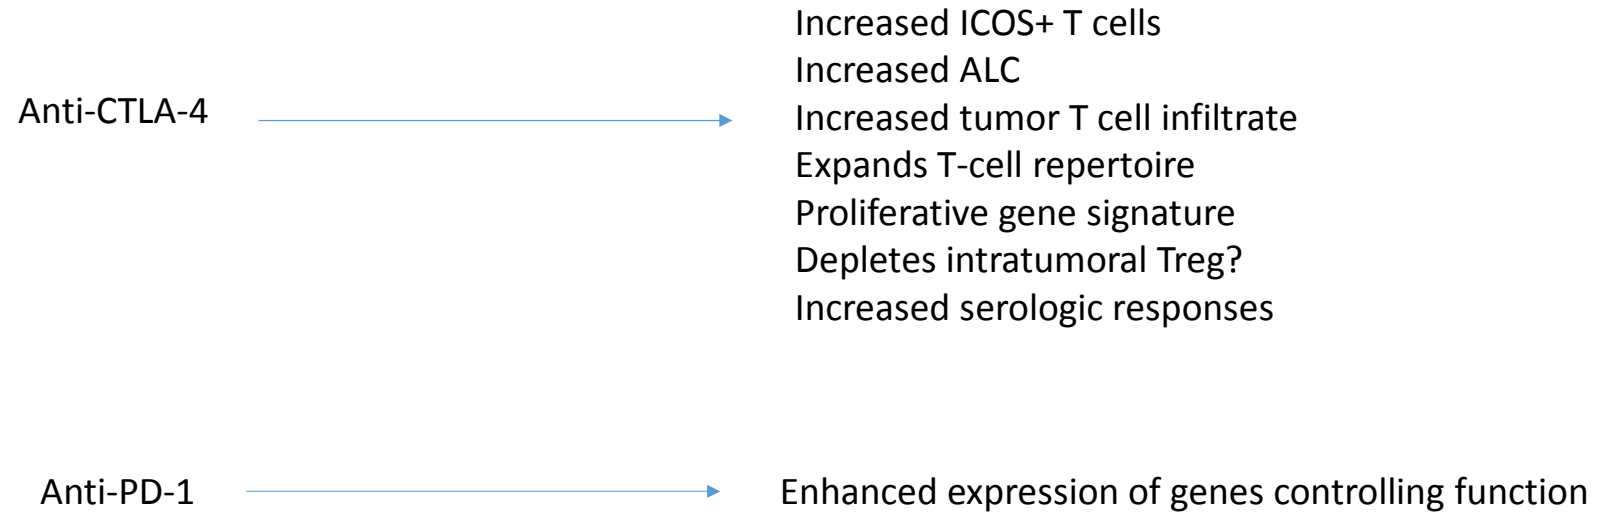 Anti-CTLA-4
Increased ICOS+ T cells
Increased ALC
Increased tumor T cell infiltrate
Expands T-cell repertoire
Proliferative gene signature
Depletes intratumoral Treg?
Increased serologic responses
Anti-PD-1
Enhanced expression of genes controlling function